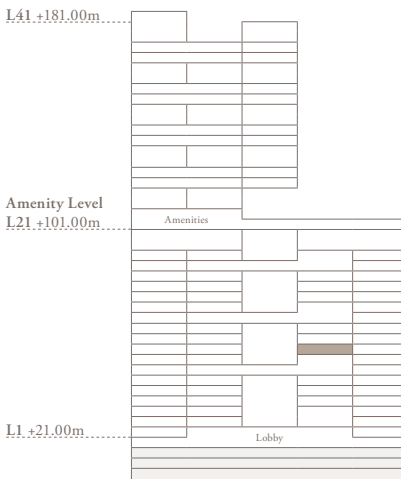 L41 +181.00m
Amenity Level
L21 +101.00m
Amenities
L1 +21.00m
Lobby